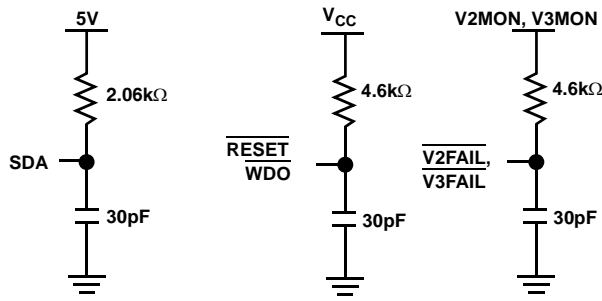 5V
2.06kΩ
SDA
30pF
VCC
4.6kΩ
RESET
WDO
30pF
V2MON, V3MON
4.6kΩ
V2FAIL,
V3FAIL
30pF